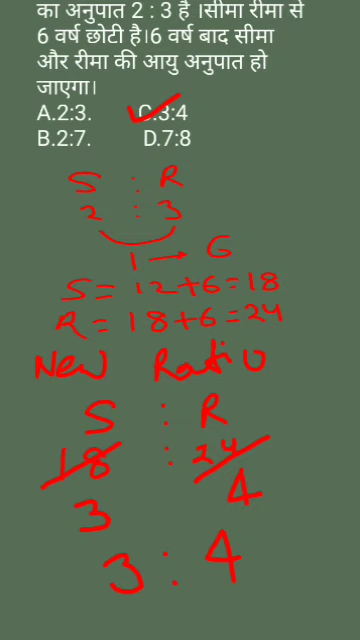 का अनुपात 2 : 3 है ।सीमा रीमा से
6 वर्ष छोटी है।6 वर्ष बाद सीमा
और रीमा की आयु अनुपात हो
जाएगा।
A.2:3. C.3:4
B.2:7. D.7:8
S : R
2 : 3
1 → 6
S = 12+6=18
R = 18+6=24
New Ratio
S : R
18 : 24
3 4
3 : 4